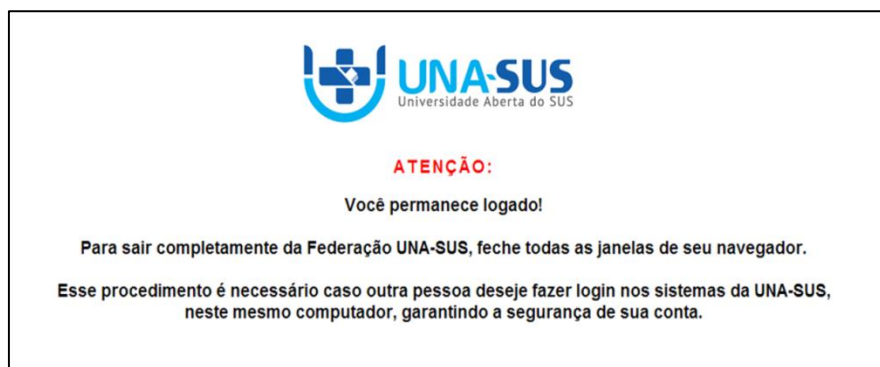 UNA-SUS
Universidade Aberta do SUS
ATENÇÃO:
Você permanece logado!
Para sair completamente da Federação UNA-SUS, feche todas as janelas de seu navegador.
Esse procedimento é necessário caso outra pessoa deseje fazer login nos sistemas da UNA-SUS,
neste mesmo computador, garantindo a segurança de sua conta.